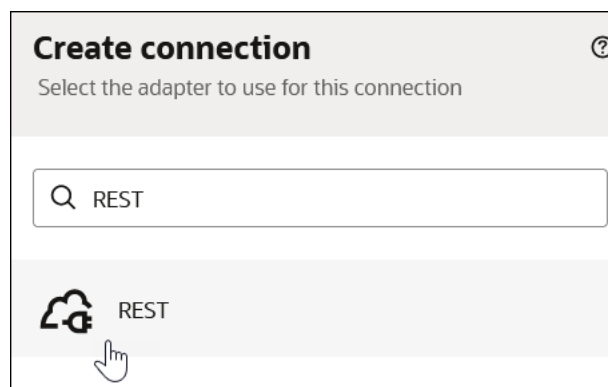 Create connection
Select the adapter to use for this connection
REST
REST